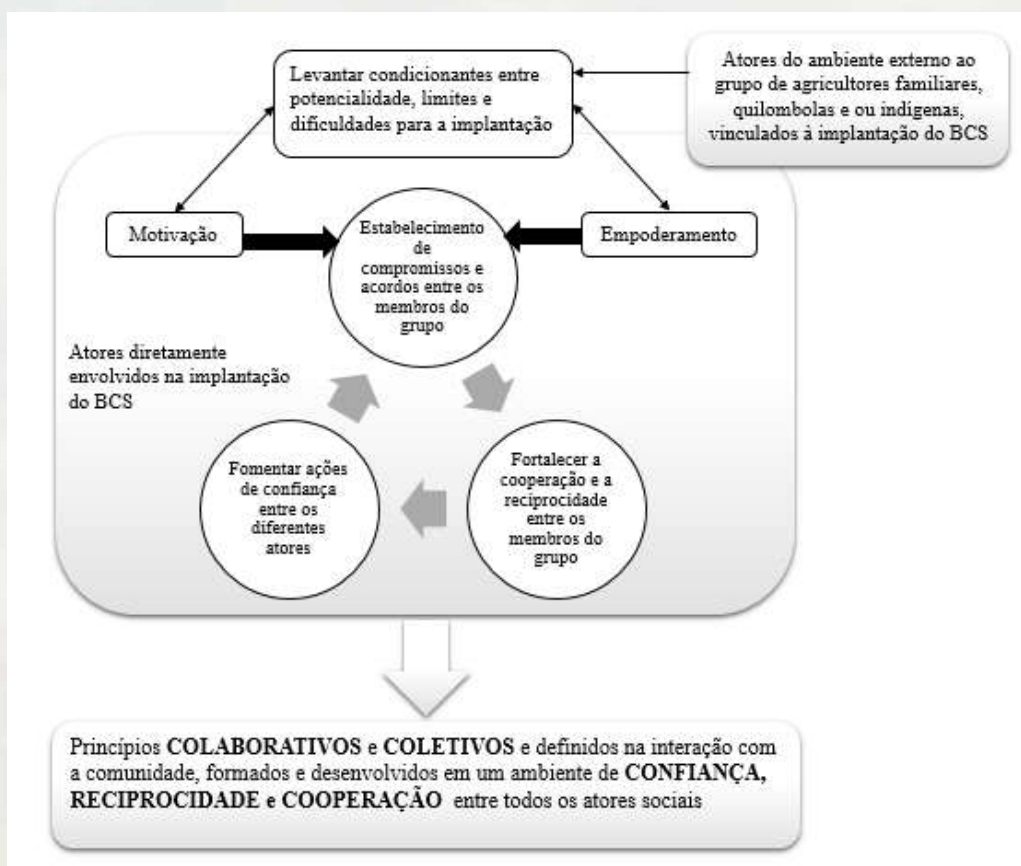 Levantar condicionantes entre
potencialidade, limites e
dificuldades para a implantação
Atores do ambiente externo ao
grupo de agricultores familiares,
quilombolas e ou indígenas,
vinculados à implantação do BCS
Motivação
Estabelecimento
de
compromissos e
acordos entre os
membros do
grupo
Empoderamento
Atores diretamente
envolvidos na implantação
do BCS
Fomentar ações
de confiança
entre os
diferentes
atores
Fortalecer a
cooperação e a
reciprocidade
entre os
membros do
grupo
Princípios COLABORATIVOS e COLETIVOS e definidos na interação com
a comunidade, formados e desenvolvidos em um ambiente de CONFIANÇA,
RECIPROCIDADE e COOPERAÇÃO entre todos os atores sociais